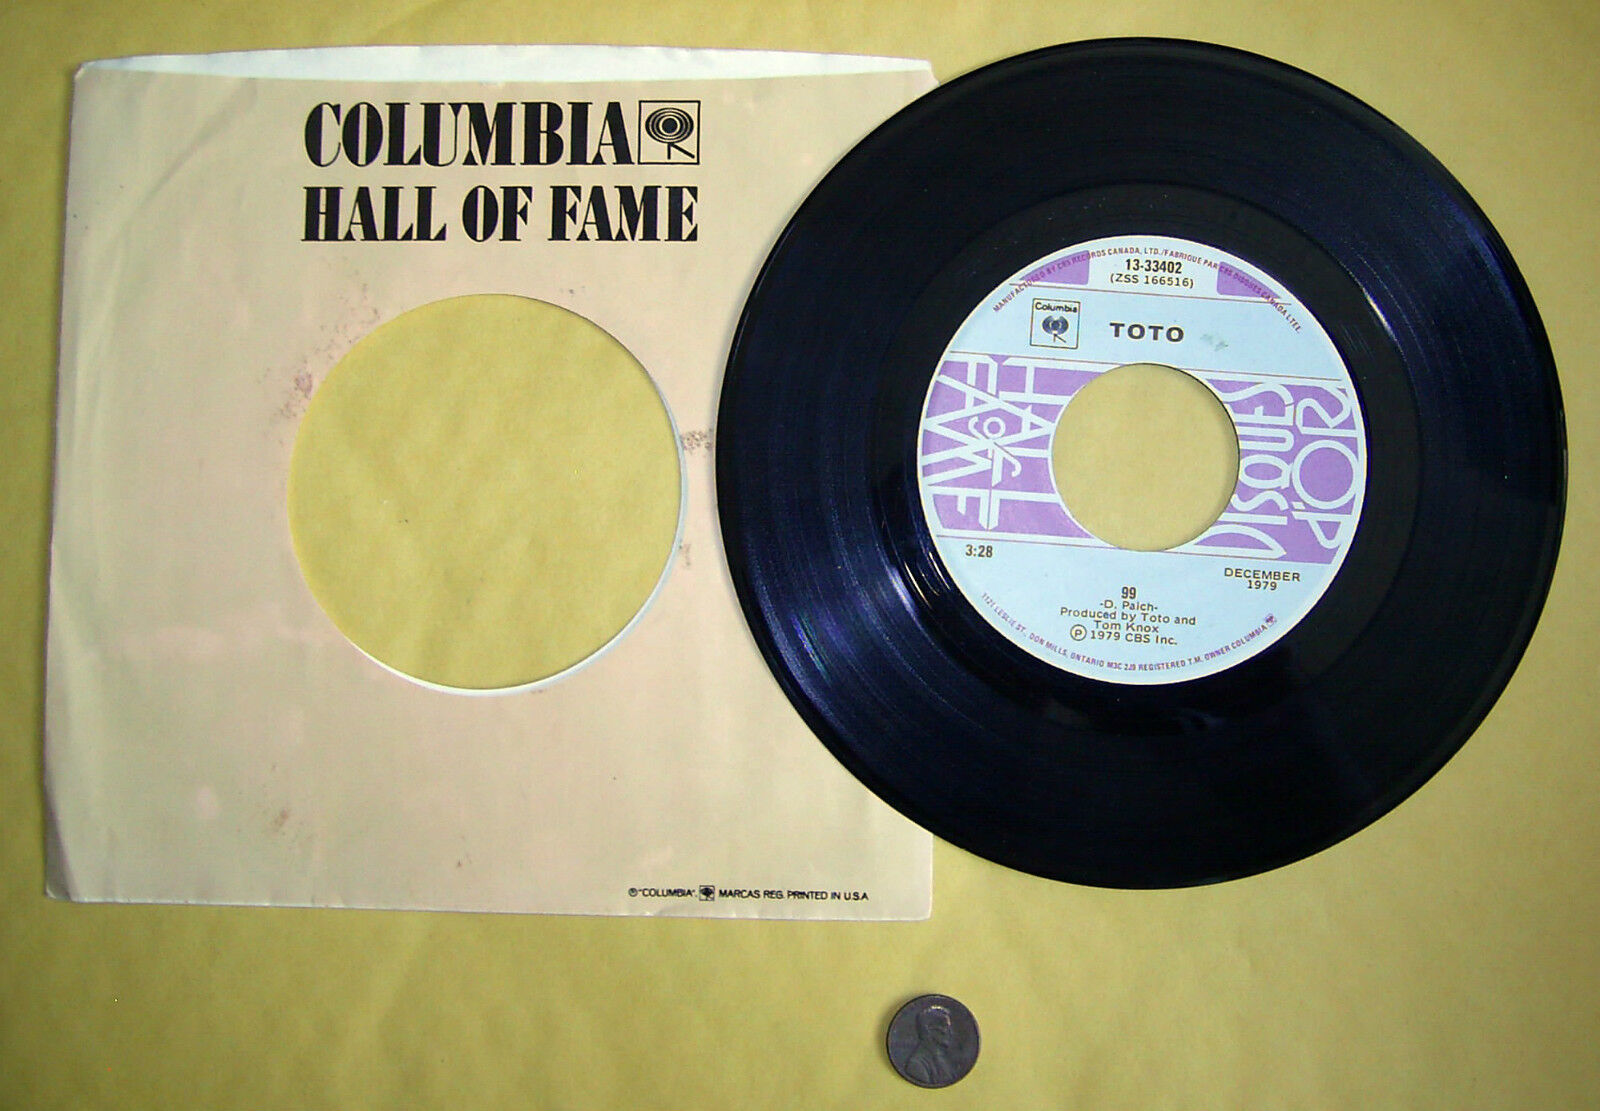 COLUMBIA
HALL OF FAME
®"COLUMBIA", MARCAS REG. PRINTED IN U.S.A
MANUFACTURED BY CBS RECORDS CANADA, LTD./FABRIQUE PAR CBS DISQUES CANADA LTEE.
13-33402
(ZSS 166516)
Columbia
TOTO
HALL
OF
FAME
DISQUES
D'OR
3:28
DECEMBER
1979
99
-D. Paich-
Produced by Toto and
Tom Knox
Ⓟ 1979 CBS Inc.
1121 LESLIE ST., DON MILLS, ONTARIO M3C 2J9 REGISTERED T.M. OWNER COLUMBIA